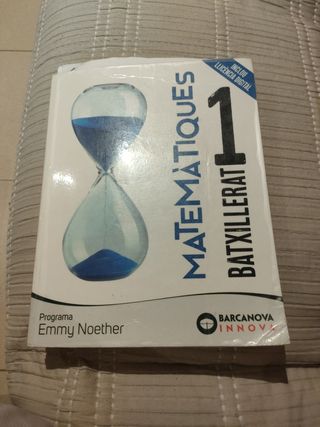 INCLOU
LLICÈNCIA DIGITAL
MATEMÀTIQUES
BATXILLERAT 1
Programa
Emmy Noether
BARCANOVA
INNOVA